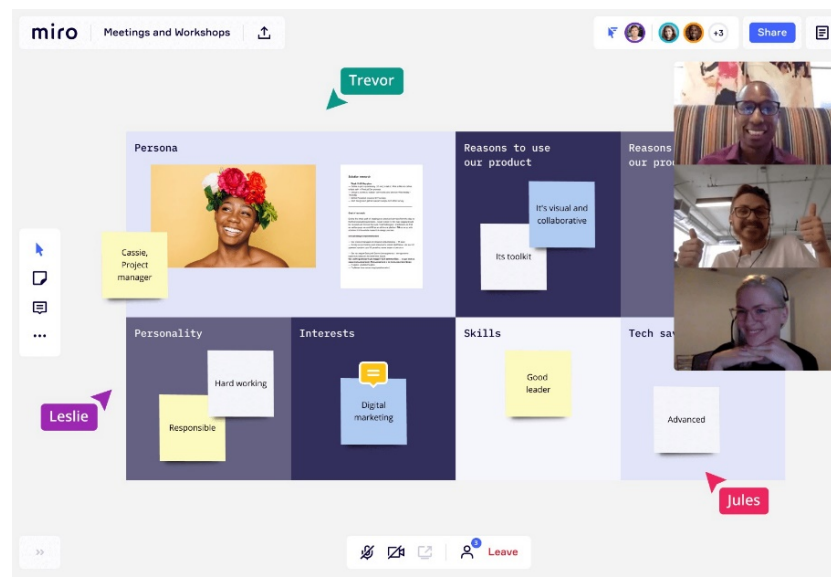 miro
Meetings and Workshops
+3
Share
Trevor
Persona
Reasons to use
our product
Reasons
our pro
It's visual and
collaborative
Its toolkit
Cassie,
Project
manager
Personality
Interests
Skills
Tech sa
Hard working
Responsible
Digital
marketing
Good
leader
Advanced
Leslie
Jules
3
Leave